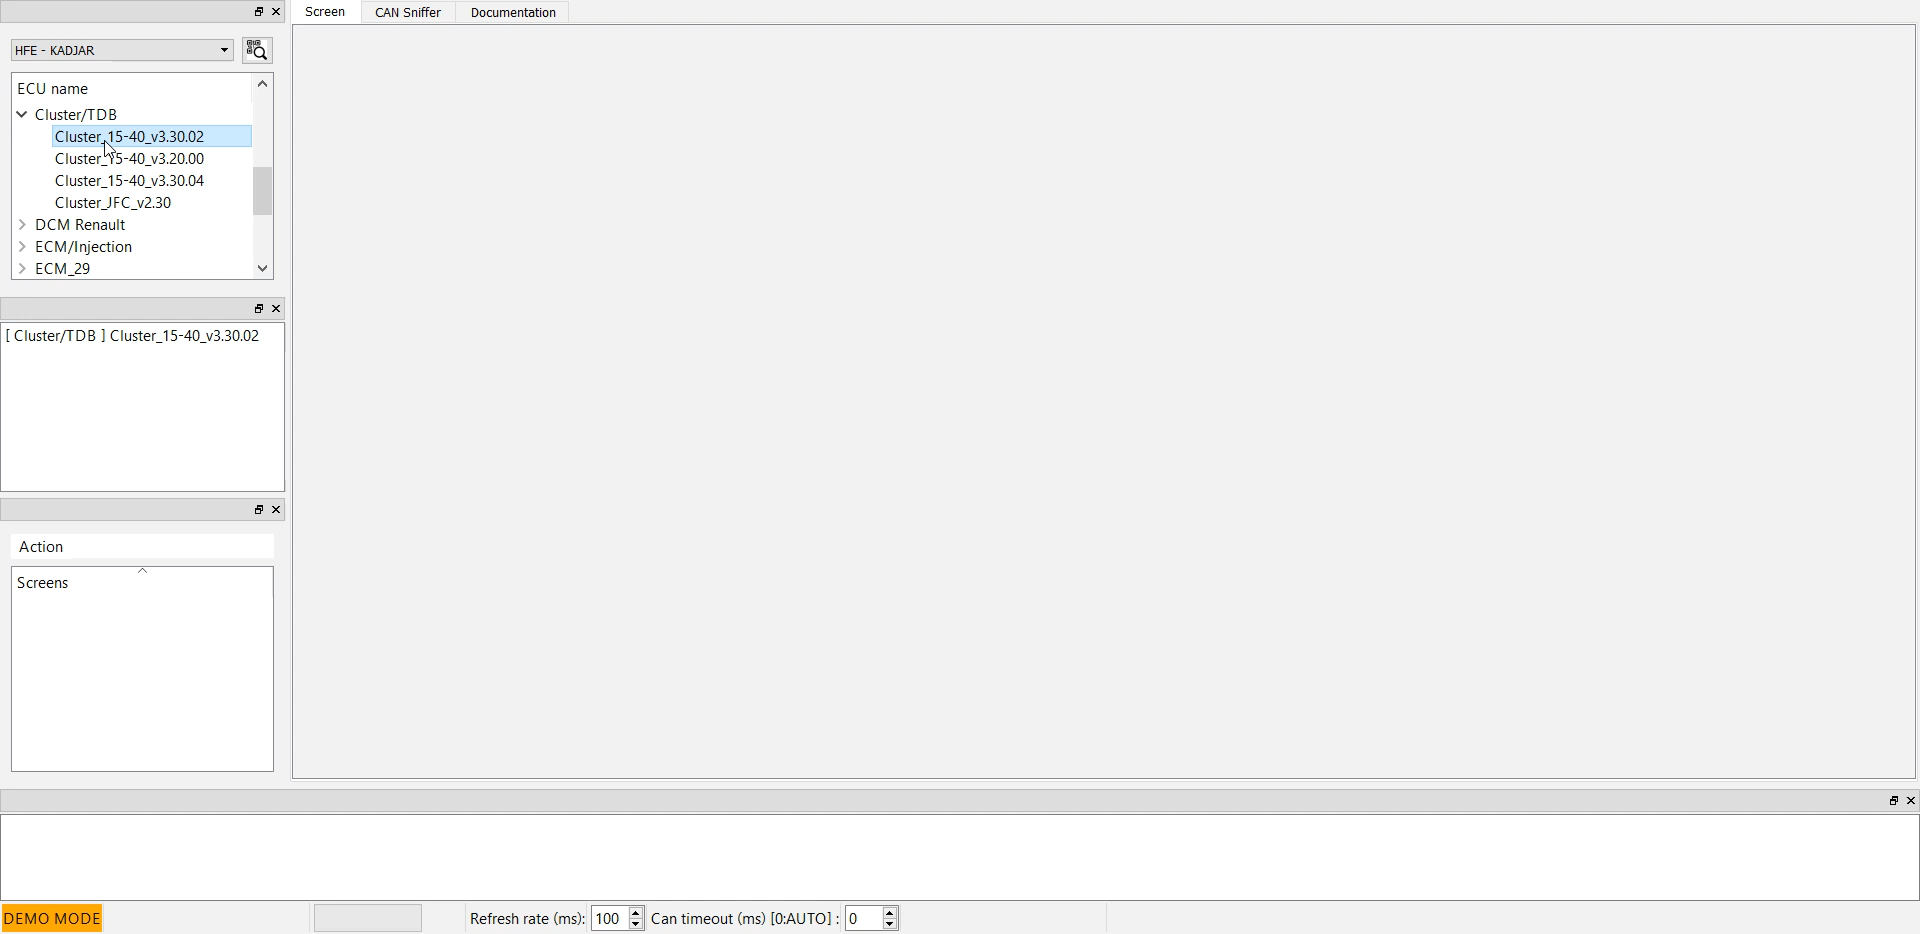 Screen
CAN Sniffer
Documentation
HFE - KADJAR
ECU name
Cluster/TDB
Cluster_15-40_v3.30.02
Cluster_15-40_v3.20.00
Cluster_15-40_v3.30.04
Cluster_JFC_v2.30
DCM Renault
ECM/Injection
ECM_29
[ Cluster/TDB ] Cluster_15-40_v3.30.02
Action
Screens
DEMO MODE
Refresh rate (ms): 100
Can timeout (ms) [0:AUTO] : 0